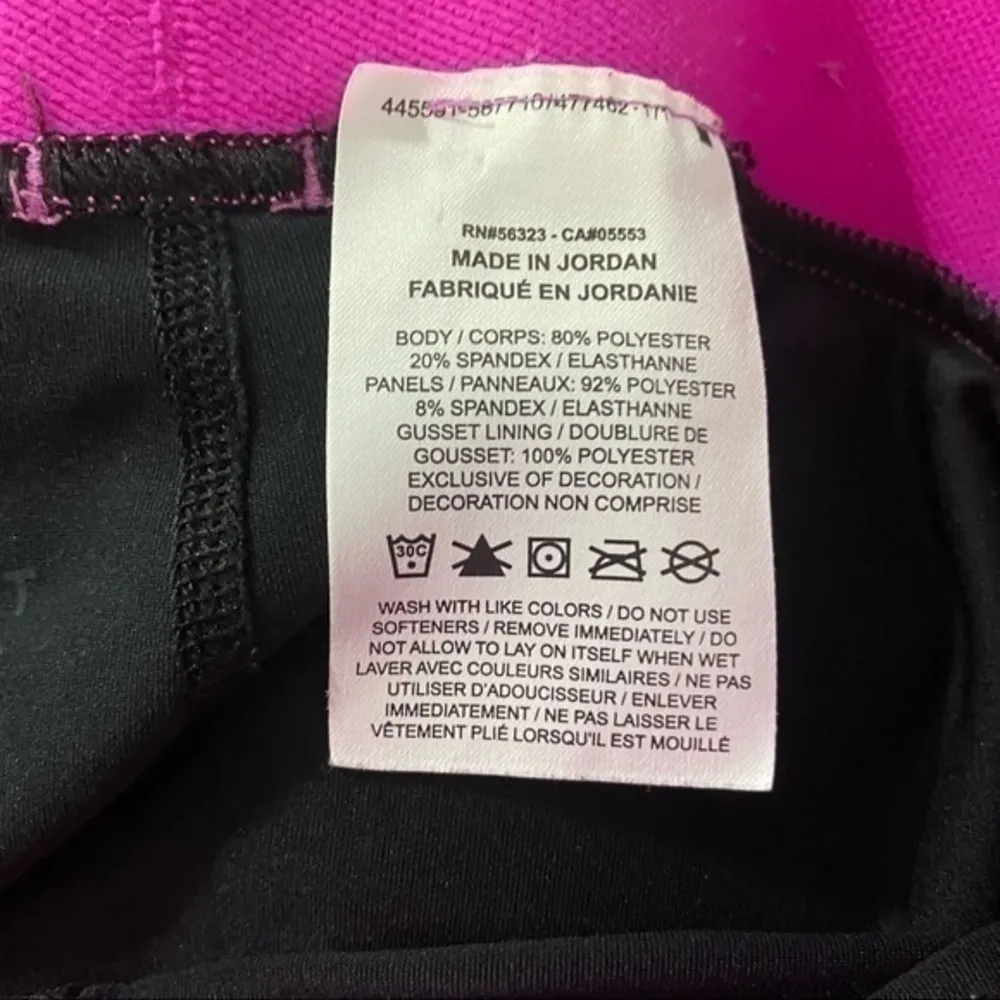 RN#56323 - CA#05553
MADE IN JORDAN
FABRIQUÉ EN JORDANIE
BODY / CORPS: 80% POLYESTER
20% SPANDEX / ELASTHANNE
PANELS / PANNEAUX: 92% POLYESTER
8% SPANDEX / ELASTHANNE
GUSSET LINING / DOUBLURE DE
GOUSSET: 100% POLYESTER
EXCLUSIVE OF DECORATION /
DECORATION NON COMPRISE
30C
WASH WITH LIKE COLORS / DO NOT USE
SOFTENERS / REMOVE IMMEDIATELY / DO
NOT ALLOW TO LAY ON ITSELF WHEN WET
LAVER AVEC COULEURS SIMILAIRES / NE PAS
UTILISER D'ADOUCISSEUR / ENLEVER
IMMEDIATEMENT / NE PAS LAISSER LE
VÊTEMENT PLIÉ LORSQU'IL EST MOUILLÉ